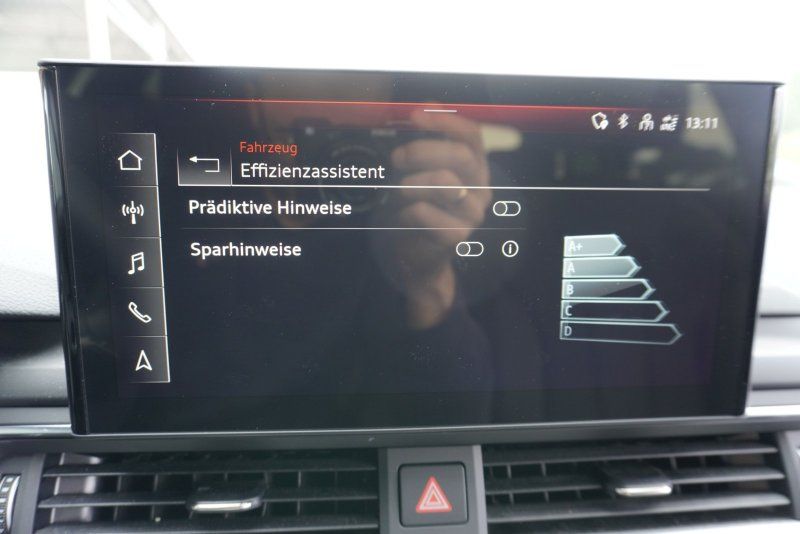 13:11
Fahrzeug
Effizienzassistent
Prädiktive Hinweise
Sparhinweise
A+
A
B
C
D